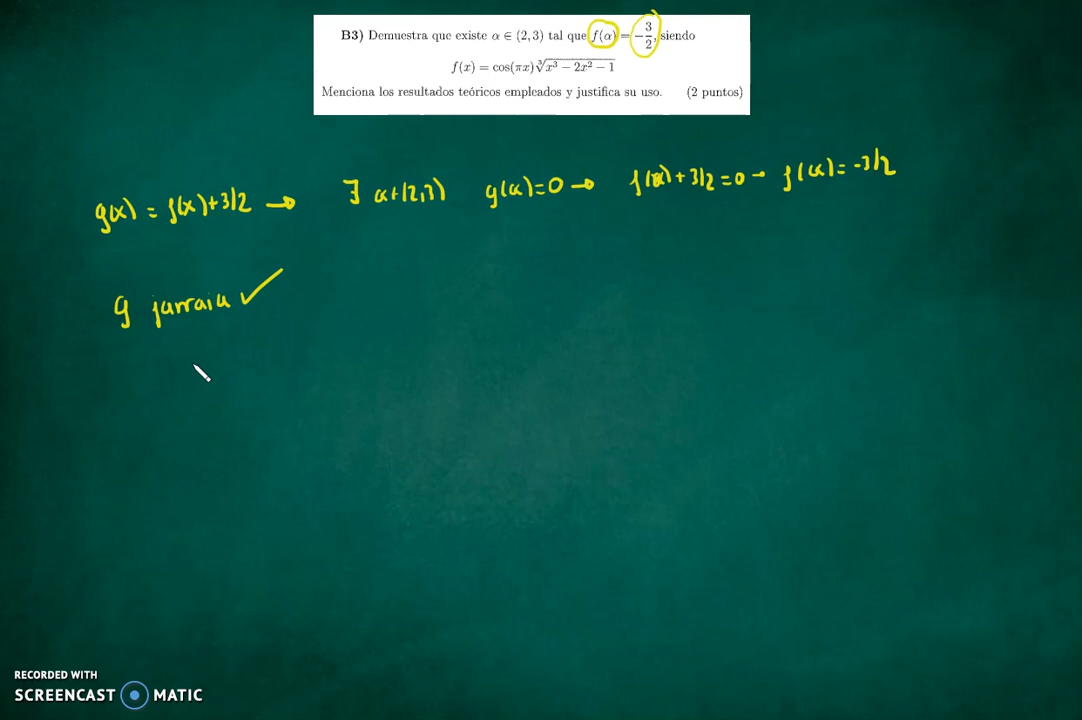 B3) Demuestra que existe α ∈ (2, 3) tal que f(α) = −3/2, siendo
f(x) = cos(πx) ∛(x³ − 2x² − 1)
Menciona los resultados teóricos empleados y justifica su uso. (2 puntos)
g(x) = f(x)+3/2 → ∃ α∈(2,3) g(α)=0 → f(α)+3/2=0 → f(α)=-3/2
g jarraia ✓
RECORDED WITH
SCREENCAST MATIC